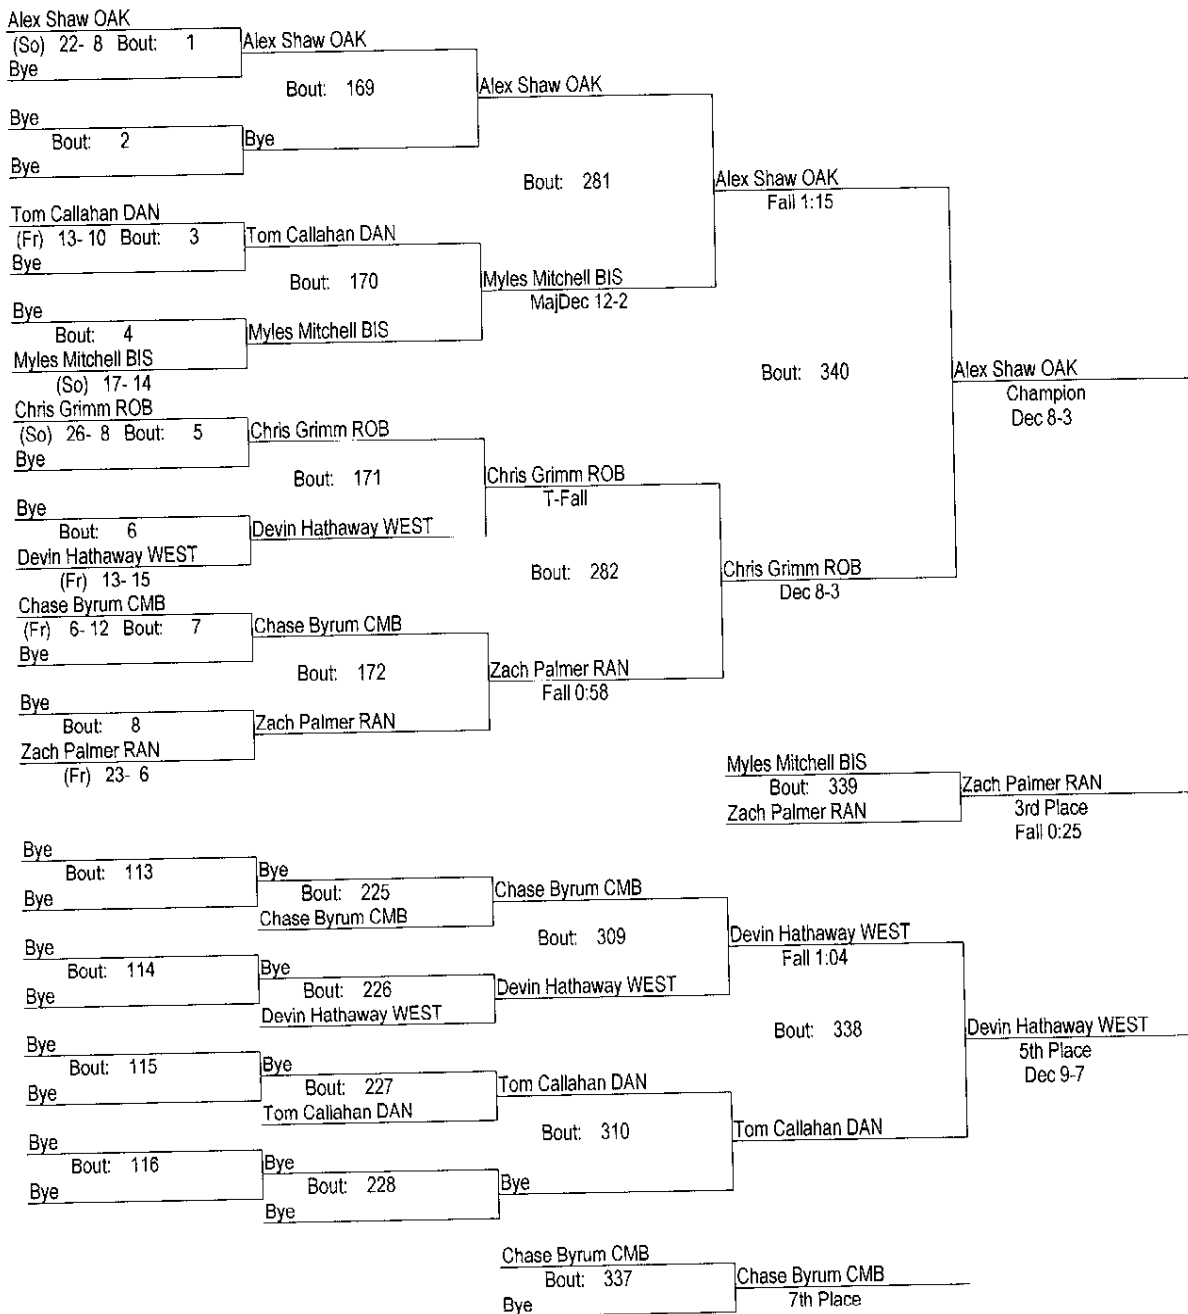 Alex Shaw OAK
(So) 22- 8 Bout: 1
Bye
Bye
Bout: 2
Bye
Tom Callahan DAN
(Fr) 13- 10 Bout: 3
Bye
Bye
Bout: 4
Myles Mitchell BIS
(So) 17- 14
Chris Grimm ROB
(So) 26- 8 Bout: 5
Bye
Bye
Bout: 6
Devin Hathaway WEST
(Fr) 13- 15
Chase Byrum CMB
(Fr) 6- 12 Bout: 7
Bye
Bye
Bout: 8
Zach Palmer RAN
(Fr) 23- 6
Alex Shaw OAK
Bout: 169
Bye
Tom Callahan DAN
Bout: 170
Myles Mitchell BIS
Chris Grimm ROB
Bout: 171
Devin Hathaway WEST
Chase Byrum CMB
Bout: 172
Zach Palmer RAN
Alex Shaw OAK
Bout: 281
Myles Mitchell BIS
MajDec 12-2
Chris Grimm ROB
T-Fall
Bout: 282
Zach Palmer RAN
Fall 0:58
Alex Shaw OAK
Fall 1:15
Bout: 340
Chris Grimm ROB
Dec 8-3
Alex Shaw OAK
Champion
Dec 8-3
Myles Mitchell BIS
Bout: 339
Zach Palmer RAN
Zach Palmer RAN
3rd Place
Fall 0:25
Bye
Bout: 113
Bye
Bye
Bout: 114
Bye
Bye
Bout: 115
Bye
Bye
Bout: 116
Bye
Bye
Bout: 225
Chase Byrum CMB
Bye
Bout: 226
Devin Hathaway WEST
Bye
Bout: 227
Tom Callahan DAN
Bye
Bout: 228
Bye
Chase Byrum CMB
Bout: 309
Devin Hathaway WEST
Tom Callahan DAN
Bout: 310
Bye
Devin Hathaway WEST
Fall 1:04
Bout: 338
Tom Callahan DAN
Devin Hathaway WEST
5th Place
Dec 9-7
Chase Byrum CMB
Bout: 337
Bye
Chase Byrum CMB
7th Place